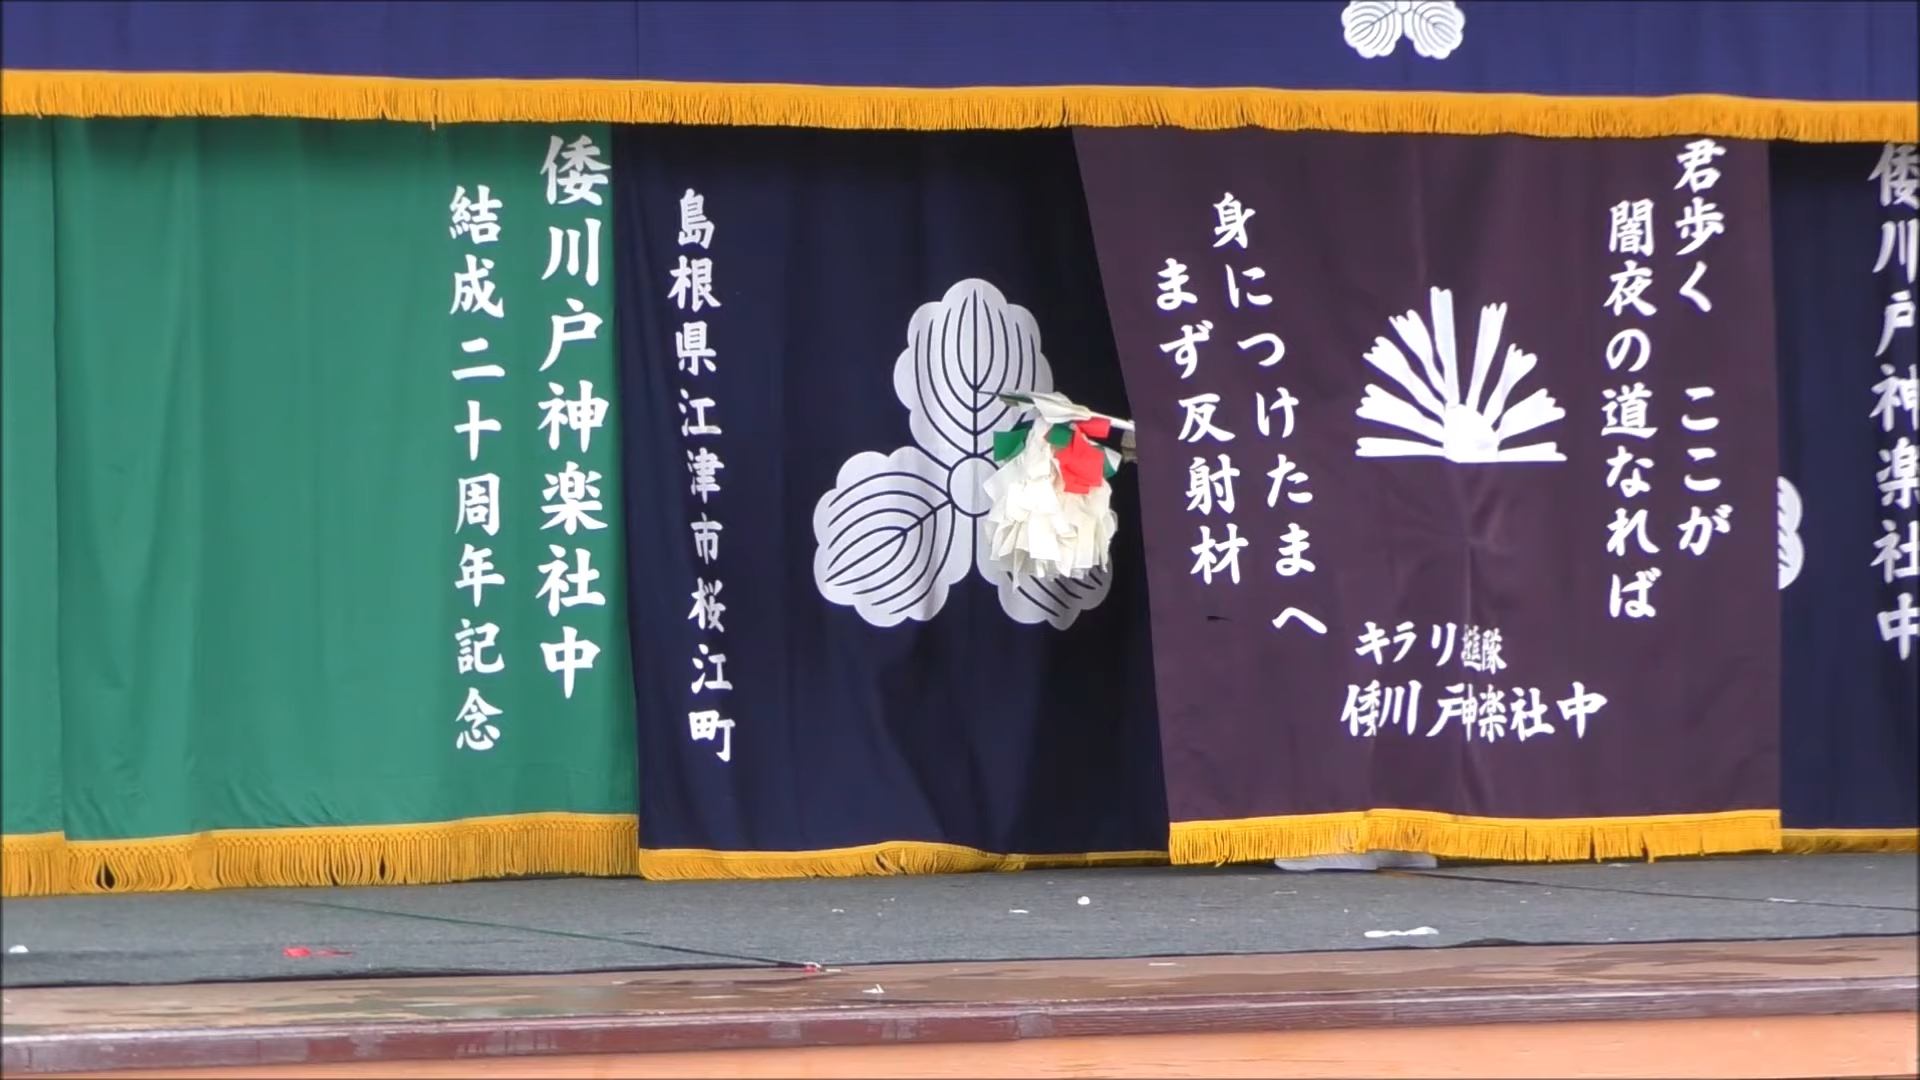 倭川戸神楽社中
君歩く ここが
闇夜の道なれば
身につけたまへ
まず反射材
キラリ隊
倭川戸神楽社中
島根県江津市桜江町
倭川戸神楽社中
結成二十周年記念